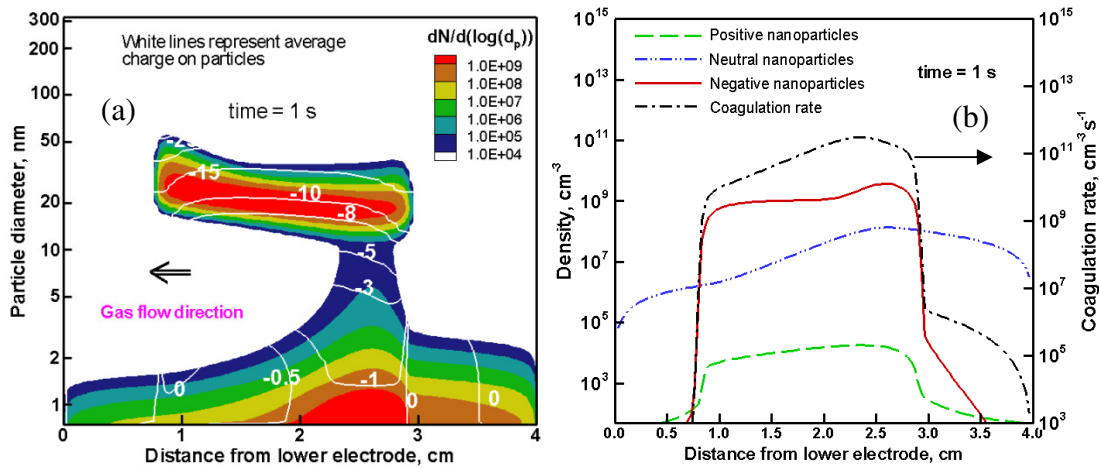 300
200
100
50
20
10
5
2
1
Particle diameter, nm
White lines represent average
charge on particles
(a)
time = 1 s
dN/d(log(dp))
1.0E+09
1.0E+08
1.0E+07
1.0E+06
1.0E+05
1.0E+04
-15
-10
-8
-5
-3
Gas flow direction
0
-0.5
-1
0
0
0
1
2
3
4
Distance from lower electrode, cm
10^15
10^13
10^11
10^9
10^7
10^5
10^3
Density, cm^-3
Positive nanoparticles
Neutral nanoparticles
Negative nanoparticles
Coagulation rate
time = 1 s
(b)
10^15
10^13
10^11
10^9
10^7
10^5
10^3
Coagulation rate, cm^-3 s^-1
0.0
0.5
1.0
1.5
2.0
2.5
3.0
3.5
4.0
Distance from lower electrode, cm